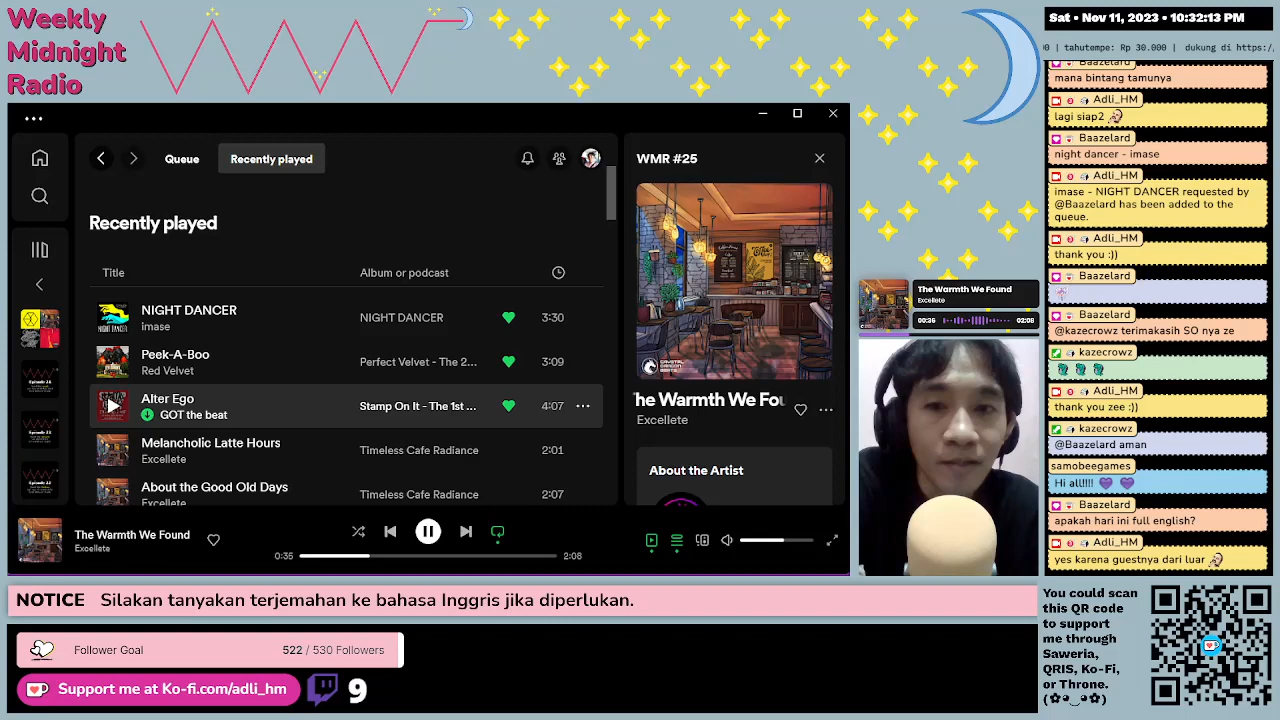 Weekly
Midnight
Radio
Sat • Nov 11, 2023 • 10:32:13 PM
00 | tahutempe: Rp 30.000 | dukung di https:/
Queue
Recently played
Recently played
Title
Album or podcast
NIGHT DANCER
imase
NIGHT DANCER
3:30
Peek-A-Boo
Red Velvet
Perfect Velvet - The 2...
3:09
Alter Ego
GOT the beat
Stamp On It - The 1st ...
4:07
Melancholic Latte Hours
Excellete
Timeless Cafe Radiance
2:01
About the Good Old Days
Excellete
Timeless Cafe Radiance
2:07
WMR #25
The Warmth We Fou
Excellete
About the Artist
The Warmth We Found
Excellete
0:35
2:08
The Warmth We Found
Excellete
00:36
02:08
Baazelard
mana bintang tamunya
Adli_HM
lagi siap2
Baazelard
night dancer - imase
Adli_HM
imase - NIGHT DANCER requested by
@Baazelard has been added to the
queue.
Adli_HM
thank you :))
Baazelard
Baazelard
@kazecrowz terimakasih SO nya ze
kazecrowz
Adli_HM
thank you zee :))
kazecrowz
@Baazelard aman
samobeegames
Hi all!!!!
Baazelard
apakah hari ini full english?
Adli_HM
yes karena guestnya dari luar
NOTICE Silakan tanyakan terjemahan ke bahasa Inggris jika diperlukan.
Follower Goal
522 / 530 Followers
Support me at Ko-fi.com/adli_hm
9
You could scan
this QR code
to support
me through
Saweria,
QRIS, Ko-Fi,
or Throne.
(✿◕‿◕✿)